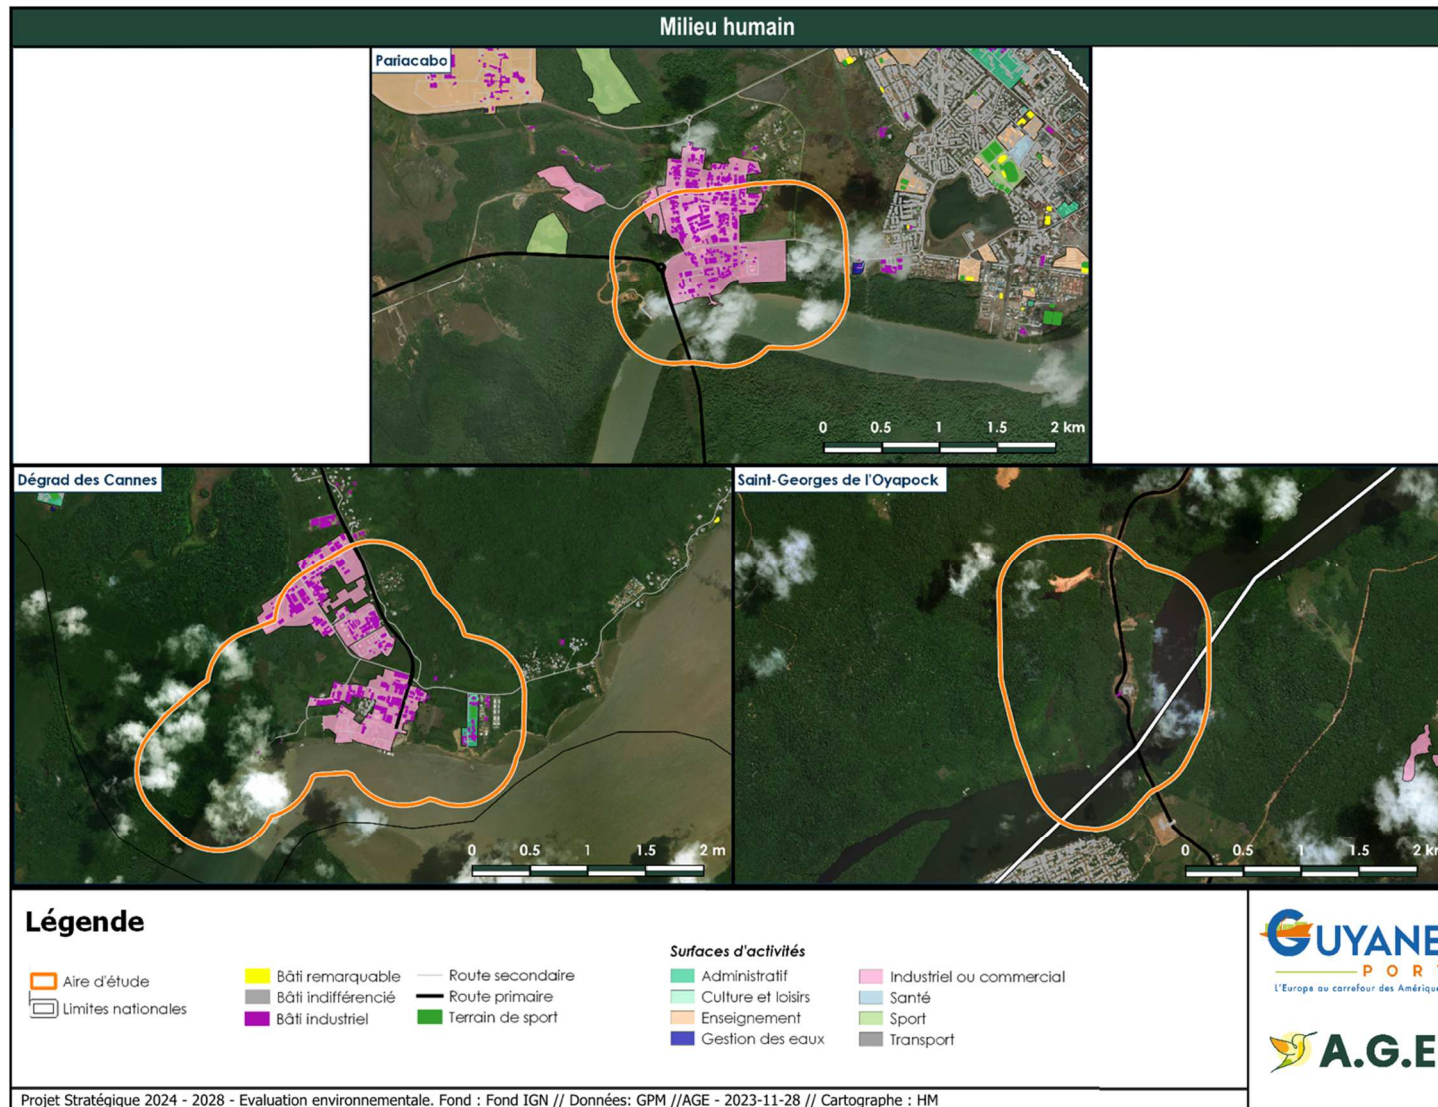 Milieu humain
Pariacabo
0 0.5 1 1.5 2 km
Dégrad des Cannes
0 0.5 1 1.5 2 m
Saint-Georges de l'Oyapock
0 0.5 1 1.5 2 k
Légende
Aire d'étude
Limites nationales
Bâti remarquable
Bâti indifférencié
Bâti industriel
Route secondaire
Route primaire
Terrain de sport
Surfaces d'activités
Administratif
Culture et loisirs
Enseignement
Gestion des eaux
Industriel ou commercial
Santé
Sport
Transport
GUYANE
POR
L'Europe au carrefour des Amérique
A.G.E
Projet Stratégique 2024 - 2028 - Evaluation environnementale. Fond : Fond IGN // Données: GPM //AGE - 2023-11-28 // Cartographe : HM